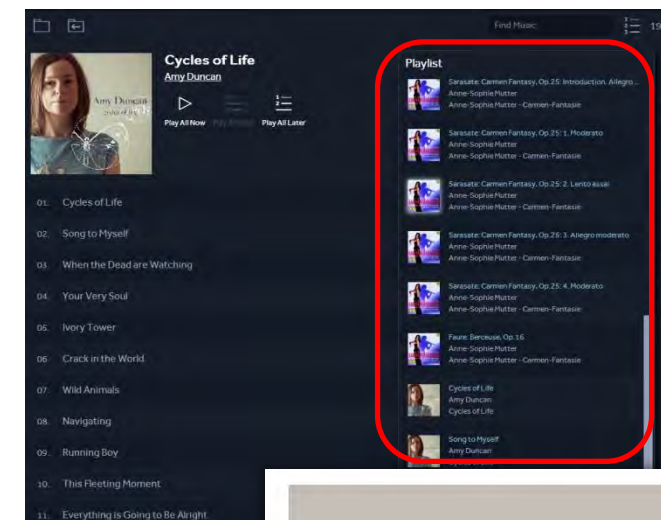 Find Music:
19
Cycles of Life
Amy Duncan
Amy Duncan
cycles of life
Play All Now
Play All Later
01. Cycles of Life
02. Song to Myself
03. When the Dead are Watching
04. Your Very Soul
05. Ivory Tower
06. Crack in the World
07. Wild Animals
08. Navigating
09. Running Boy
10. This Fleeting Moment
11. Everything is Going to Be Alright
Playlist
Sarasate: Carmen Fantasy, Op.25: Introduction. Allegro...
Anne-Sophie Mutter
Anne-Sophie Mutter - Carmen-Fantasie
Sarasate: Carmen Fantasy, Op.25: 1. Moderato
Anne-Sophie Mutter
Anne-Sophie Mutter - Carmen-Fantasie
Sarasate: Carmen Fantasy, Op.25: 2. Lento assai
Anne-Sophie Mutter
Anne-Sophie Mutter - Carmen-Fantasie
Sarasate: Carmen Fantasy, Op.25: 3. Allegro moderato
Anne-Sophie Mutter
Anne-Sophie Mutter - Carmen-Fantasie
Sarasate: Carmen Fantasy, Op.25: 4. Moderato
Anne-Sophie Mutter
Anne-Sophie Mutter - Carmen-Fantasie
Faure: Berceuse, Op.16
Anne-Sophie Mutter
Anne-Sophie Mutter - Carmen-Fantasie
Cycles of Life
Amy Duncan
Cycles of Life
Song to Myself
Amy Duncan